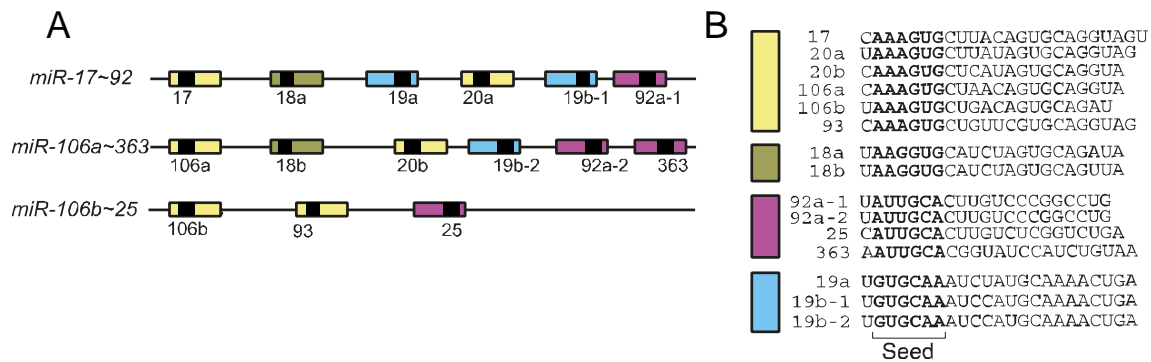 A
miR-17~92
17 18a 19a 20a 19b-1 92a-1
miR-106a~363
106a 18b 20b 19b-2 92a-2 363
miR-106b~25
106b 93 25
B
17 CAAAGUGCUUACAGUGCAGGUAGU
20a UAAAGUGCUUAUAGUGCAGGUAG
20b CAAAGUGCUCAUAGUGCAGGUA
106a CAAAGUGCUAACAGUGCAGGUA
106b UAAAGUGCUGACAGUGCAGAU
93 CAAAGUGCUGUUCGUGCAGGUAG
18a UAAGGUGCAUCUAGUGCAGAUA
18b UAAGGUGCAUCUAGUGCAGUUA
92a-1 UAUUGCACUUGUCCCGGCCUG
92a-2 UAUUGCACUUGUCCCGGCCUG
25 CAUUGCACUUGUCUCGGUCUGA
363 AAUUGCACGGUAUCCAUCUGUAA
19a UGUGCAAAUCUAUGCAAAACUGA
19b-1 UGUGCAAAUCCAUGCAAAACUGA
19b-2 UGUGCAAAUCCAUGCAAAACUGA
Seed